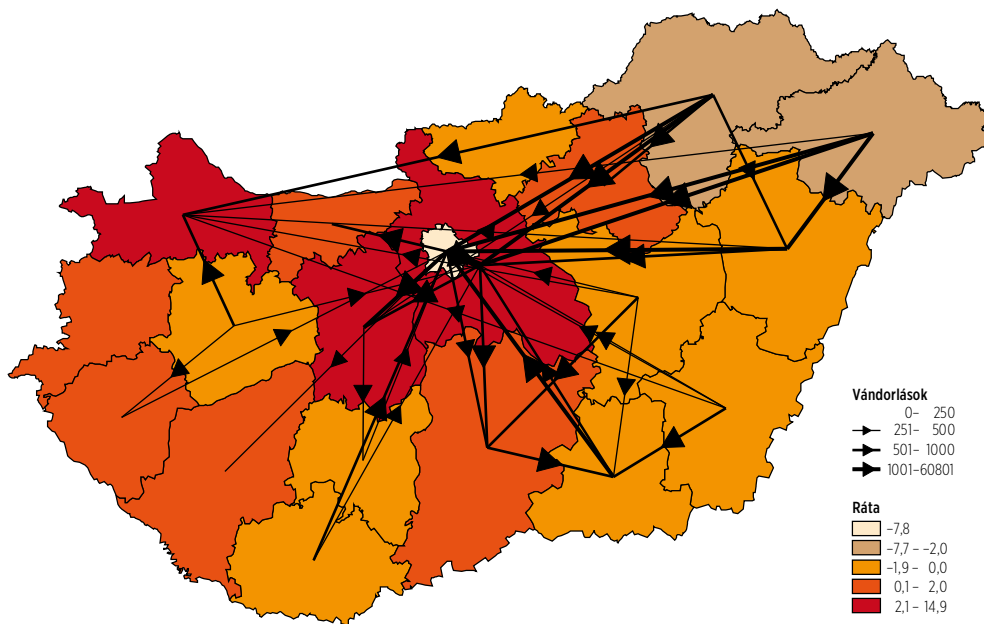 Vándorlások
0– 250
251– 500
501– 1000
1001–60801
Ráta
–7,8
–7,7 – –2,0
–1,9 – 0,0
0,1 – 2,0
2,1 – 14,9